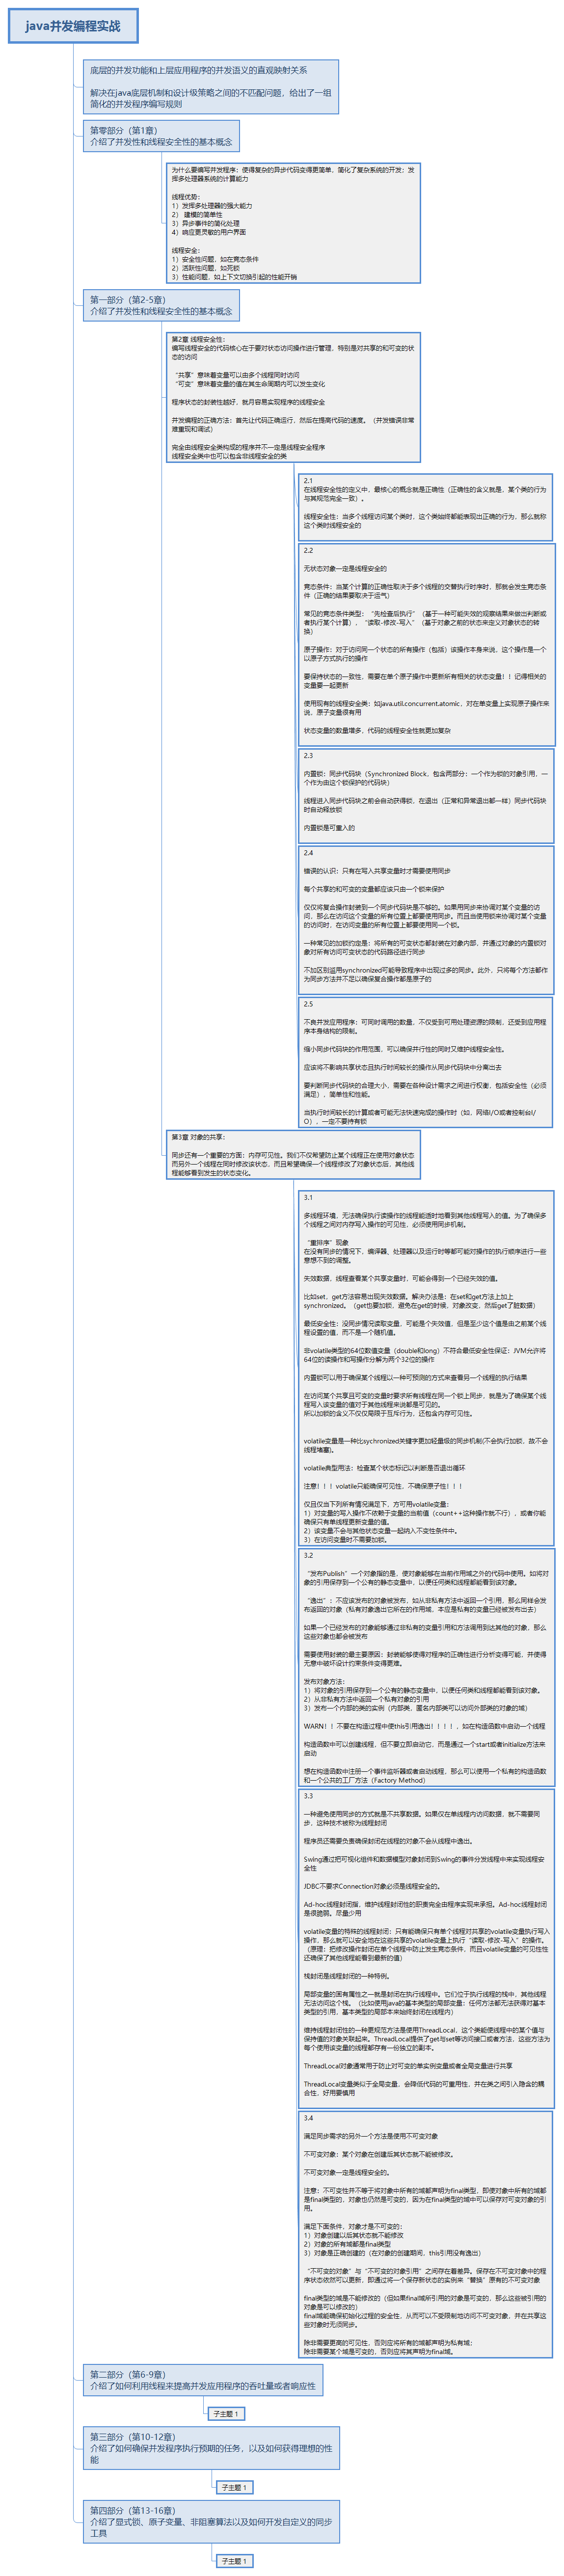 java并发编程实战
底层的并发功能和上层应用程序的并发语义的直观映射关系
解决在java底层机制和设计级策略之间的不匹配问题，给出了一组
简化的并发程序编写规则
第零部分（第1章）
介绍了并发性和线程安全性的基本概念
为什么要编写并发程序：使得复杂的异步代码变得更简单，简化了复杂系统的开发；发
挥多处理器系统的计算能力
线程优势：
1）发挥多处理器的强大能力
2） 建模的简单性
3）异步事件的简化处理
4）响应更灵敏的用户界面
线程安全：
1）安全性问题，如在竞态条件
2）活跃性问题，如死锁
3）性能问题，如上下文切换引起的性能开销
第一部分（第2-5章）
介绍了并发性和线程安全性的基本概念
第2章 线程安全性：
编写线程安全的代码核心在于要对状态访问操作进行管理，特别是对共享的和可变的状
态的访问
“共享”意味着变量可以由多个线程同时访问
“可变”意味着变量的值在其生命周期内可以发生变化
程序状态的封装性越好，就月容易实现程序的线程安全
并发编程的正确方法：首先让代码正确运行，然后在提高代码的速度。（并发错误非常
难重现和调试）
完全由线程安全类构成的程序并不一定是线程安全程序
线程安全类中也可以包含非线程安全的类
2.1
在线程安全性的定义中，最核心的概念就是正确性（正确性的含义就是，某个类的行为
与其规范完全一致）。
线程安全性：当多个线程访问某个类时，这个类始终都能表现出正确的行为，那么就称
这个类时线程安全的
2.2
无状态对象一定是线程安全的
竟态条件：当某个计算的正确性取决于多个线程的交替执行时序时，那就会发生竟态条
件（正确的结果要取决于运气）
常见的竟态条件类型：“先检查后执行”（基于一种可能失效的观察结果来做出判断或
者执行某个计算），“读取-修改-写入”（基于对象之前的状态来定义对象状态的转
换）
原子操作：对于访问同一个状态的所有操作（包括）该操作本身来说，这个操作是一个
以原子方式执行的操作
要保持状态的一致性，需要在单个原子操作中更新所有相关的状态变量！！记得相关的
变量要一起更新
使用现有的线程安全类：如java.util.concurrent.atomic，对在单变量上实现原子操作来
说，原子变量很有用
状态变量的数量增多，代码的线程安全性就更加复杂
2.3
内置锁：同步代码块（Synchronized Block，包含两部分：一个作为锁的对象引用，一
个作为由这个锁保护的代码块）
线程进入同步代码块之前会自动获得锁，在退出（正常和异常退出都一样）同步代码块
时自动释放锁
内置锁是可重入的
2.4
错误的认识：只有在写入共享变量时才需要使用同步
每个共享的和可变的变量都应该只由一个锁来保护
仅仅将复合操作封装到一个同步代码块是不够的。如果用同步来协调对某个变量的访
问，那么在访问这个变量的所有位置上都要使用同步。而且当使用锁来协调对某个变量
的访问时，在访问变量的所有位置上都要使用同一个锁。
一种常见的加锁约定是：将所有的可变状态都封装在对象内部，并通过对象的内置锁对
象对所有访问可变状态的代码路径进行同步
不加区别滥用synchronized可能导致程序中出现过多的同步。此外，只将每个方法都作
为同步方法并不足以确保复合操作都是原子的
2.5
不良并发应用程序：可同时调用的数量，不仅受到可用处理资源的限制，还受到应用程
序本身结构的限制。
缩小同步代码块的作用范围，可以确保并行性的同时又维护线程安全性。
应该将不影响共享状态且执行时间较长的操作从同步代码块中分离出去
要判断同步代码块的合理大小，需要在各种设计需求之间进行权衡，包括安全性（必须
满足），简单性和性能。
当执行时间较长的计算或者可能无法快速完成的操作时（如，网络I/O或者控制台I/
O），一定不要持有锁
第3章 对象的共享：
同步还有一个重要的方面：内存可见性。我们不仅希望防止某个线程正在使用对象状态
而另外一个线程在同时修改该状态，而且希望确保一个线程修改了对象状态后，其他线
程能够看到发生的状态变化。
3.1
多线程环境，无法确保执行读操作的线程能适时地看到其他线程写入的值。为了确保多
个线程之间对内存写入操作的可见性，必须使用同步机制。
“重排序”现象
在没有同步的情况下，编译器、处理器以及运行时等都可能对操作的执行顺序进行一些
意想不到的调整。
失效数据，线程查看某个共享变量时，可能会得到一个已经失效的值。
比如set，get方法容易出现失效数据。解决办法是：在set和get方法上加上
synchronized。（get也要加锁，避免在get的时候，对象改变，然后get了脏数据）
最低安全性：没同步情况读取变量，可能是个失效值，但是至少这个值是由之前某个线
程设置的值，而不是一个随机值。
非volatile类型的64位数值变量（double和long）不符合最低安全性保证：JVM允许将
64位的读操作和写操作分解为两个32位的操作
内置锁可以用于确保某个线程以一种可预测的方式来查看另一个线程的执行结果
在访问某个共享且可变的变量时要求所有线程在同一个锁上同步，就是为了确保某个线
程写入该变量的值对于其他线程来说都是可见的。
所以加锁的含义不仅仅局限于互斥行为，还包含内存可见性。
volatile变量是一种比sychronized关键字更加轻量级的同步机制(不会执行加锁，故不会
线程堵塞)。
volatile典型用法：检查某个状态标记以判断是否退出循环
注意！！！volatile只能确保可见性，不确保原子性！！！
仅且仅当下列所有情况满足下，方可用volatile变量：
1）对变量的写入操作不依赖于变量的当前值（count++这种操作就不行），或者你能
确保只有单线程更新变量的值。
2）该变量不会与其他状态变量一起纳入不变性条件中。
3）在访问变量时不需要加锁。
3.2
“发布Publish”一个对象指的是，使对象能够在当前作用域之外的代码中使用。如将对
象的引用保存到一个公有的静态变量中，以便任何类和线程都能看到该对象。
“逸出”：不应该发布的对象被发布，如从非私有方法中返回一个引用，那么同样会发
布返回的对象（私有对象逸出它所在的作用域，本应是私有的变量已经被发布出去）
如果一个已经发布的对象能够通过非私有的变量引用和方法调用到达其他的对象，那么
这些对象也都会被发布
需要使用封装的最主要原因：封装能够使得对程序的正确性进行分析变得可能，并使得
无意中破坏设计约束条件变得更难。
发布对象方法：
1）将对象的引用保存到一个公有的静态变量中，以便任何类和线程都能看到该对象。
2）从非私有方法中返回一个私有对象的引用
3）发布一个内部的类的实例（内部类，匿名内部类可以访问外部类的对象的域）
WARN！！不要在构造过程中使this引用逸出！！！！，如在构造函数中启动一个线程
构造函数中可以创建线程，但不要立即启动它，而是通过一个start或者initialize方法来
启动
想在构造函数中注册一个事件监听器或者启动线程，那么可以使用一个私有的构造函数
和一个公共的工厂方法（Factory Method）
3.3
一种避免使用同步的方式就是不共享数据。如果仅在单线程内访问数据，就不需要同
步，这种技术被称为线程封闭
程序员还需要负责确保封闭在线程的对象不会从线程中逸出。
Swing通过把可视化组件和数据模型对象封闭到Swing的事件分发线程中来实现线程安
全性
JDBC不要求Connection对象必须是线程安全的。
Ad-hoc线程封闭指，维护线程封闭性的职责完全由程序实现来承担。Ad-hoc线程封闭
是很脆弱。尽量少用
volatile变量的特殊的线程封闭：只有能确保只有单个线程对共享的volatile变量执行写入
操作，那么就可以安全地在这些共享的volatile变量上执行“读取-修改-写入”的操作。
（原理：把修改操作封闭在单个线程中防止发生竞态条件，而且volatile变量的可见性性
还确保了其他线程能看到最新的值）
栈封闭是线程封闭的一种特例。
局部变量的固有属性之一就是封闭在执行线程中。它们位于执行线程的栈中，其他线程
无法访问这个栈。（比如使用java的基本类型的局部变量：任何方法都无法获得对基本
类型的引用，基本类型的局部本来始终封闭在线程内）
维持线程封闭性的一种更规范方法是使用ThreadLocal，这个类能使线程中的某个值与
保持值的对象关联起来。ThreadLocal提供了get与set等访问接口或者方法，这些方法为
每个使用该变量的线程都存有一份独立的副本。
ThreadLocal对象通常用于防止对可变的单实例变量或者全局变量进行共享
ThreadLocal变量类似于全局变量，会降低代码的可重用性，并在类之间引入隐含的耦
合性，好用要慎用
3.4
满足同步需求的另外一个方法是使用不可变对象
不可变对象：某个对象在创建后其状态就不能被修改。
不可变对象一定是线程安全的。
注意：不可变性并不等于将对象中所有的域都声明为final类型，即使对象中所有的域都
是final类型的，对象也仍然是可变的，因为在final类型的域中可以保存对可变对象的引
用。
满足下面条件，对象才是不可变的：
1）对象创建以后其状态就不能修改
2）对象的所有域都是final类型
3）对象是正确创建的（在对象的创建期间，this引用没有逸出）
“不可变的对象”与“不可变的对象引用”之间存在着差异。保存在不可变对象中的程
序状态依然可以更新，即通过将一个保存新状态的实例来“替换”原有的不可变对象
final类型的域是不能修改的（但如果final域所引用的对象是可变的，那么这些被引用的
对象是可以修改的）
final域能确保初始化过程的安全性，从而可以不受限制地访问不可变对象，并在共享这
些对象时无须同步。
除非需要更高的可见性，否则应将所有的域都声明为私有域；
除非需要某个域是可变的，否则应将其声明为final域。
第二部分（第6-9章）
介绍了如何利用线程来提高并发应用程序的吞吐量或者响应性
子主题 1
第三部分（第10-12章）
介绍了如何确保并发程序执行预期的任务，以及如何获得理想的性
能
子主题 1
第四部分（第13-16章）
介绍了显式锁、原子变量、非阻塞算法以及如何开发自定义的同步
工具
子主题 1